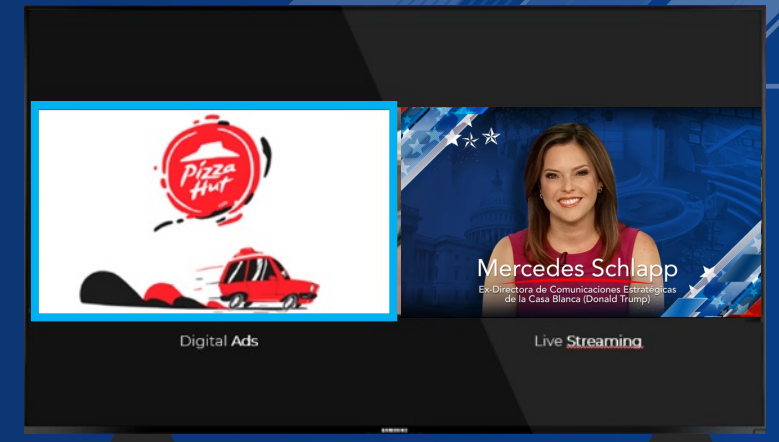 Pizza
Hut
Mercedes Schlapp
Ex-Directora de Comunicaciones Estratégicas
de la Casa Blanca (Donald Trump)
Digital Ads
Live Streaming
SAMSUNG